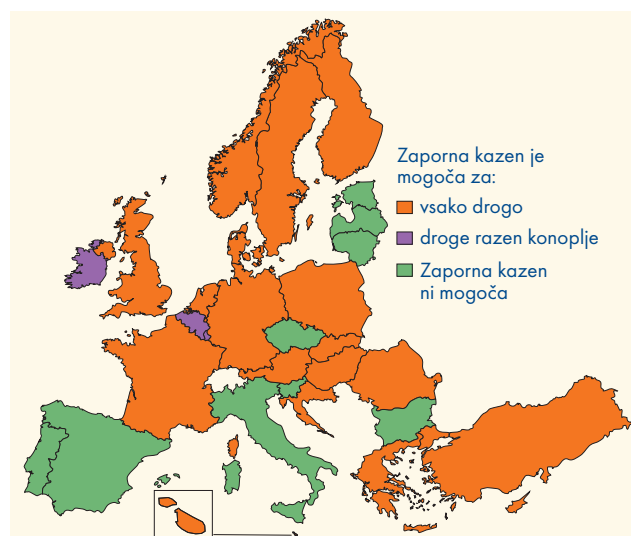 Zaporna kazen je
mogoča za:
vsako drogo
droge razen konoplje
Zaporna kazen
ni mogoča